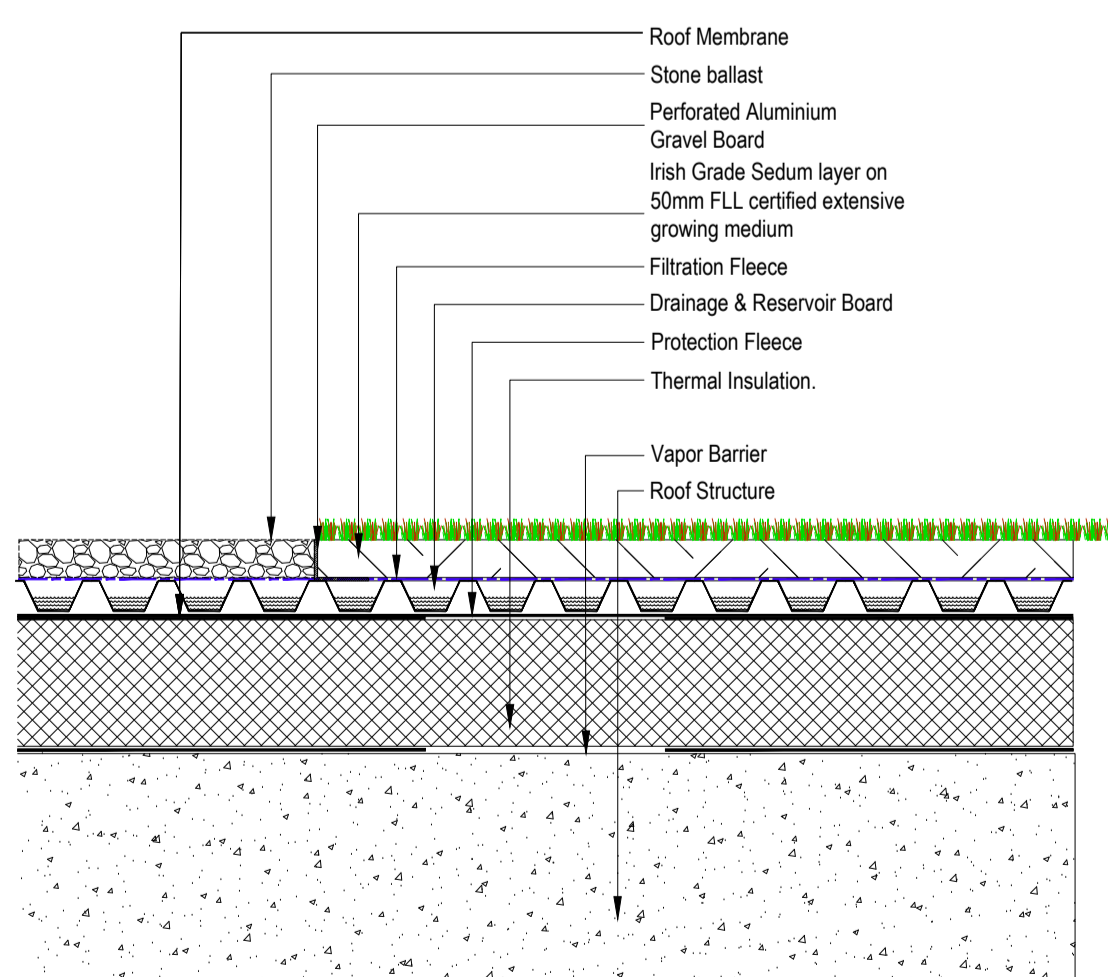 Roof Membrane
Stone ballast
Perforated Aluminium
Gravel Board
Irish Grade Sedum layer on
50mm FLL certified extensive
growing medium
Filtration Fleece
Drainage & Reservoir Board
Protection Fleece
Thermal Insulation.
Vapor Barrier
Roof Structure